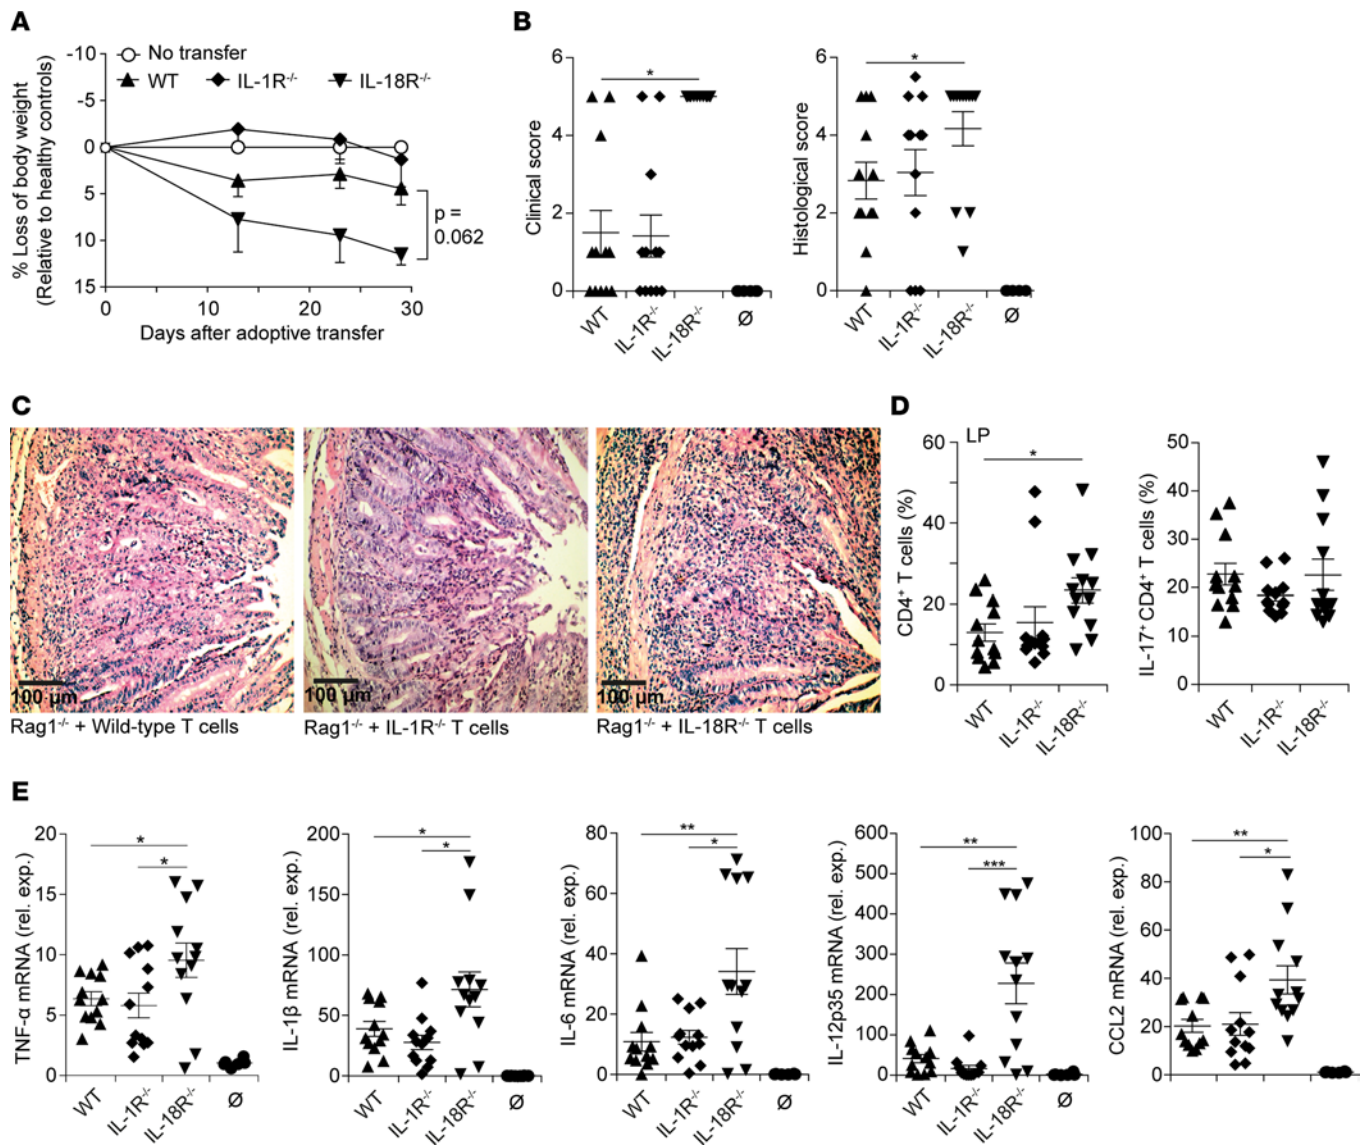 A
% Loss of body weight
(Relative to healthy controls)
-10
-5
0
5
10
15
No transfer
WT
IL-1R-/-
IL-18R-/-
p =
0.062
0
10
20
30
Days after adoptive transfer
B
Clinical score
6
4
2
0
*
WT
IL-1R-/-
IL-18R-/-
Ø
Histological score
6
4
2
0
*
WT
IL-1R-/-
IL-18R-/-
Ø
C
100 µm
100 µm
100 µm
Rag1-/- + Wild-type T cells
Rag1-/- + IL-1R-/- T cells
Rag1-/- + IL-18R-/- T cells
D
LP
CD4+ T cells (%)
60
40
20
0
*
WT
IL-1R-/-
IL-18R-/-
IL-17+ CD4+ T cells (%)
50
40
30
20
10
0
WT
IL-1R-/-
IL-18R-/-
E
TNF-α mRNA (rel. exp.)
20
15
10
5
0
*
*
WT
IL-1R-/-
IL-18R-/-
Ø
IL-1β mRNA (rel. exp.)
200
150
100
50
0
*
*
WT
IL-1R-/-
IL-18R-/-
Ø
IL-6 mRNA (rel. exp.)
80
60
40
20
0
**
*
WT
IL-1R-/-
IL-18R-/-
Ø
IL-12p35 mRNA (rel. exp.)
600
500
400
300
200
100
0
**
***
WT
IL-1R-/-
IL-18R-/-
Ø
CCL2 mRNA (rel. exp.)
100
80
60
40
20
0
**
*
WT
IL-1R-/-
IL-18R-/-
Ø